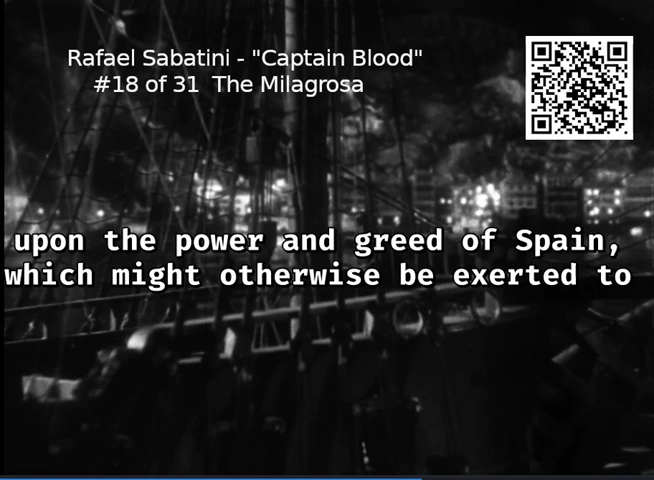 Rafael Sabatini - "Captain Blood"
#18 of 31 The Milagrosa
upon the power and greed of Spain,
which might otherwise be exerted to